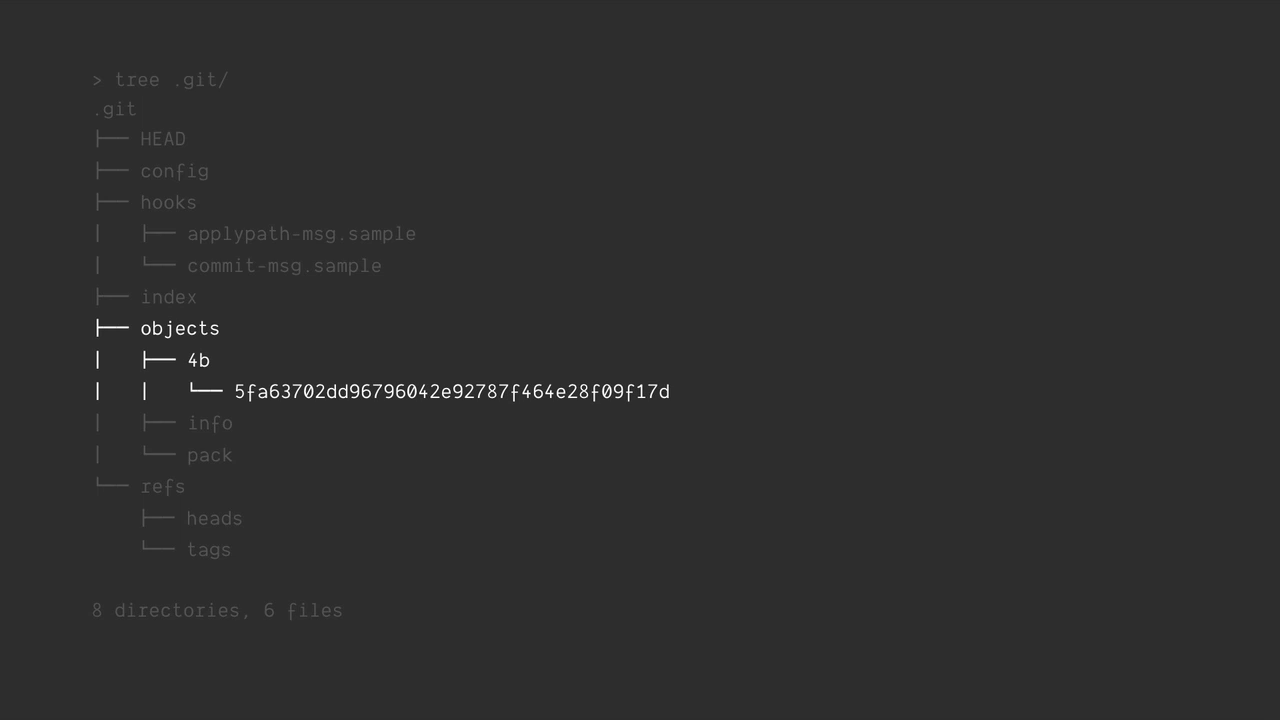 > tree .git/
.git
├── HEAD
├── config
├── hooks
│   ├── applypath-msg.sample
│   └── commit-msg.sample
├── index
├── objects
│   ├── 4b
│   │   └── 5fa63702dd96796042e92787f464e28f09f17d
│   ├── info
│   └── pack
└── refs
    ├── heads
    └── tags
8 directories, 6 files